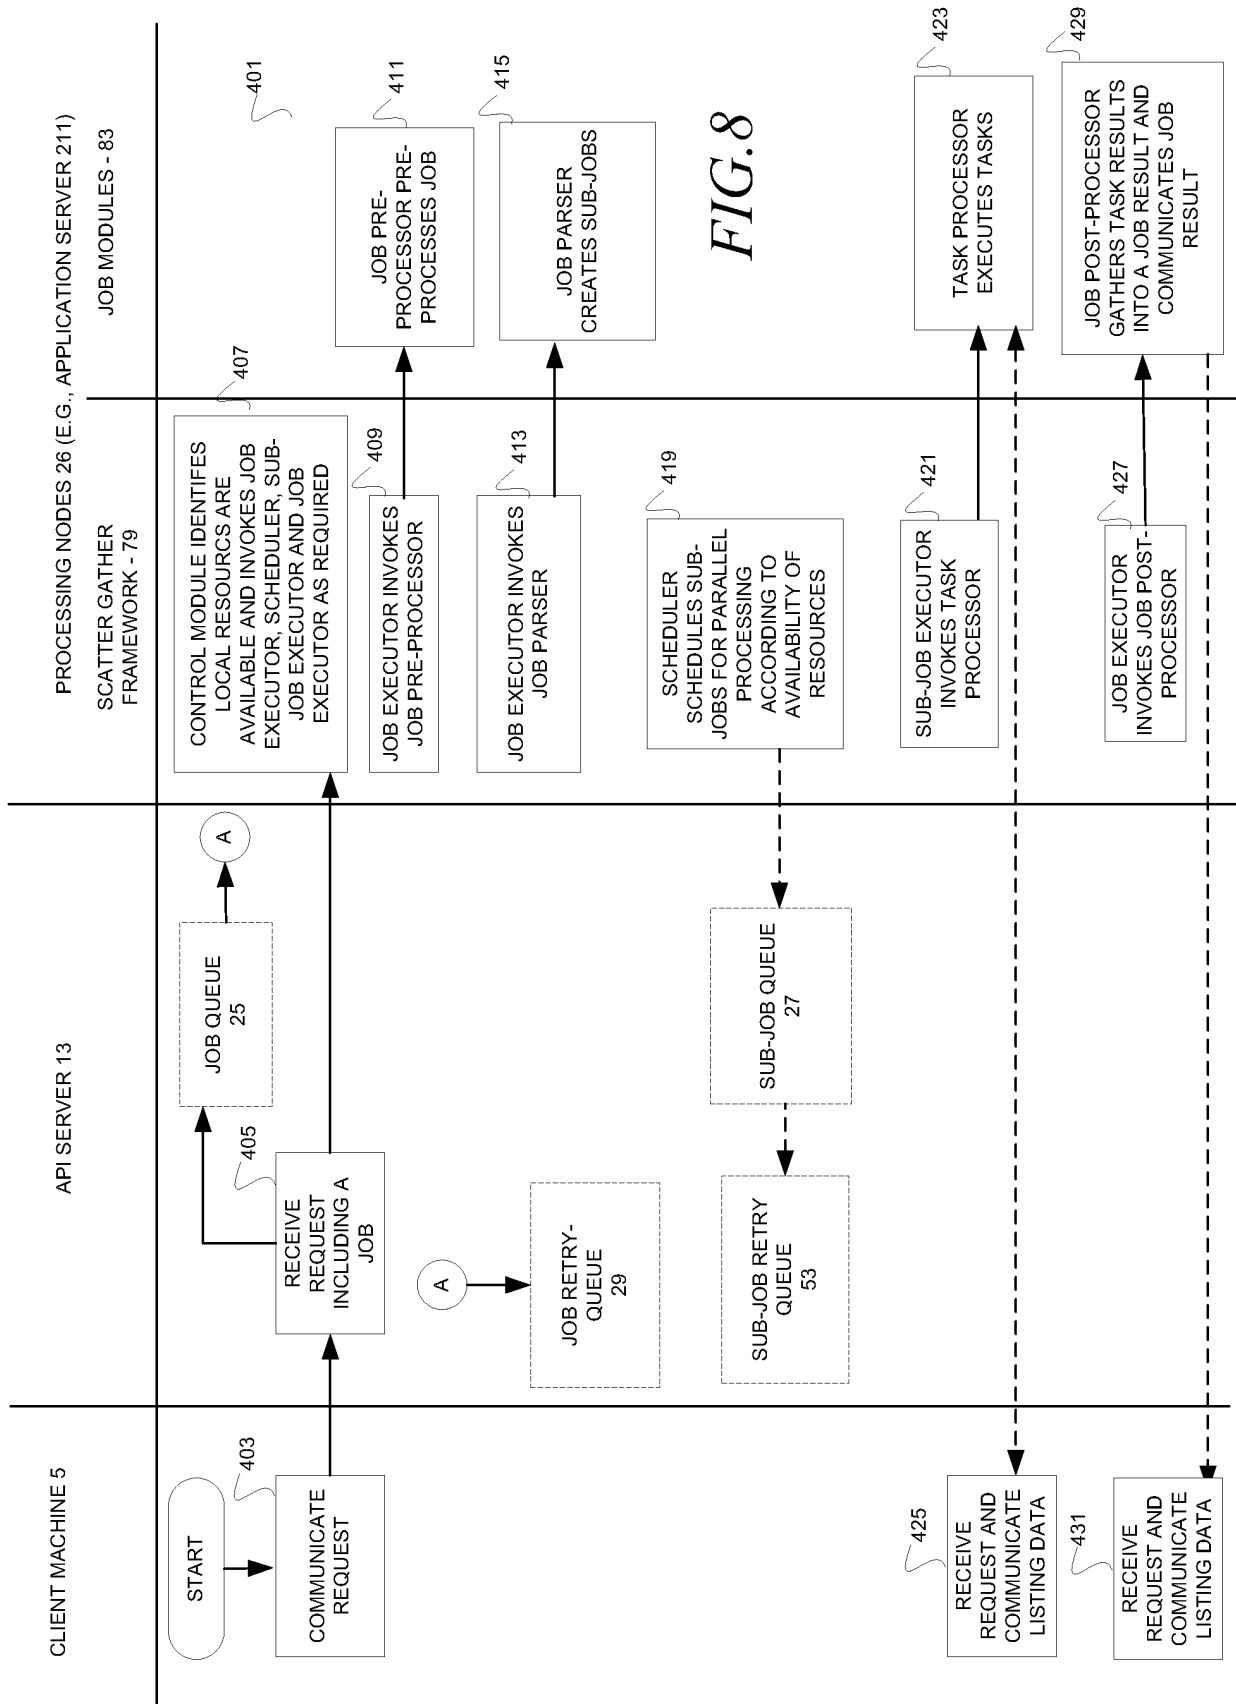 CLIENT MACHINE 5
API SERVER 13
PROCESSING NODES 26 (E.G., APPLICATION SERVER 211)
SCATTER GATHER
FRAMEWORK - 79
JOB MODULES - 83
START
403
COMMUNICATE
REQUEST
405
RECEIVE
REQUEST
INCLUDING A
JOB
JOB QUEUE
25
A
407
CONTROL MODULE IDENTIFES
LOCAL RESOURCS ARE
AVAILABLE AND INVOKES JOB
EXECUTOR, SCHEDULER, SUB-
JOB EXECUTOR AND JOB
EXECUTOR AS REQUIRED
401
409
JOB EXECUTOR INVOKES
JOB PRE-PROCESSOR
411
JOB PRE-
PROCESSOR PRE-
PROCESSES JOB
A
JOB RETRY-
QUEUE
29
413
JOB EXECUTOR INVOKES
JOB PARSER
415
JOB PARSER
CREATES SUB-JOBS
419
SCHEDULER
SCHEDULES SUB-
JOBS FOR PARALLEL
PROCESSING
ACCORDING TO
AVAILABILITY OF
RESOURCES
SUB-JOB QUEUE
27
SUB-JOB RETRY
QUEUE
53
FIG.8
421
SUB-JOB EXECUTOR
INVOKES TASK
PROCESSOR
423
TASK PROCESSOR
EXECUTES TASKS
425
RECEIVE
REQUEST AND
COMMUNICATE
LISTING DATA
427
JOB EXECUTOR
INVOKES JOB POST-
PROCESSOR
429
JOB POST-PROCESSOR
GATHERS TASK RESULTS
INTO A JOB RESULT AND
COMMUNICATES JOB
RESULT
431
RECEIVE
REQUEST AND
COMMUNICATE
LISTING DATA